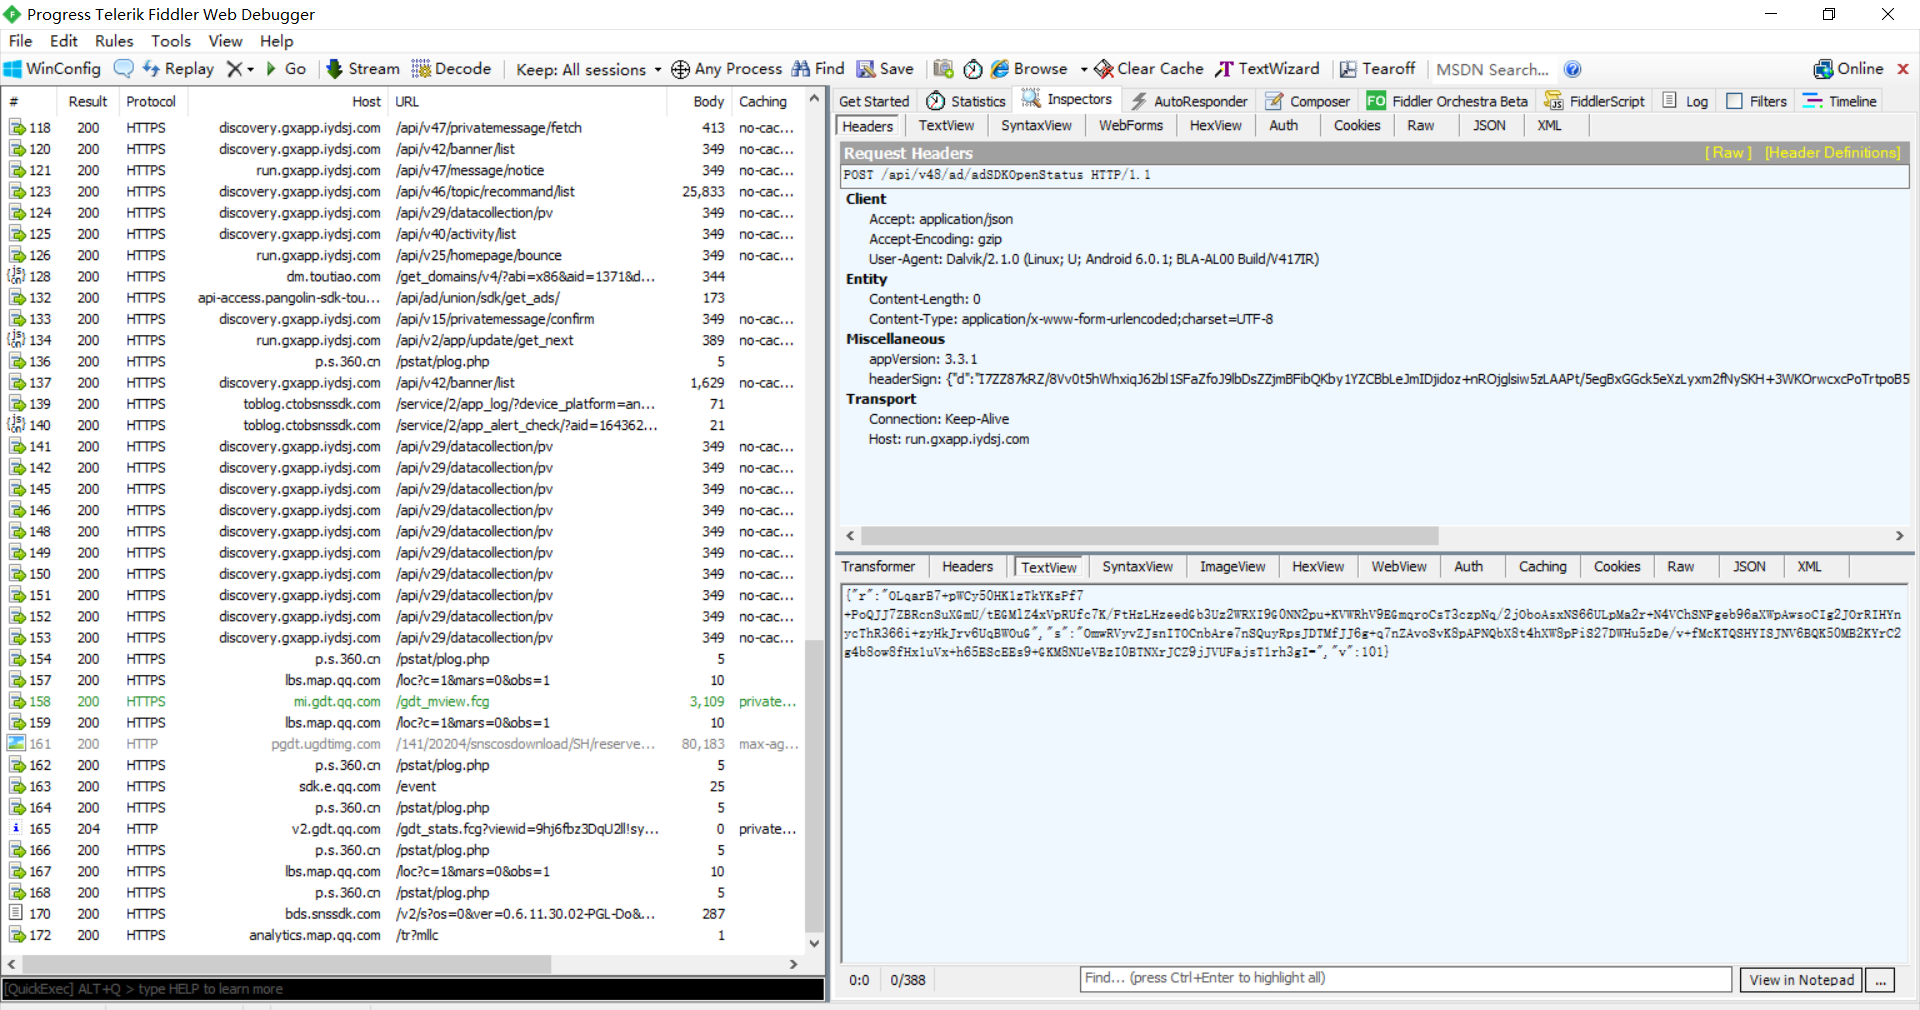 Progress Telerik Fiddler Web Debugger
File Edit Rules Tools View Help
WinConfig Replay Go Stream Decode Keep: All sessions Any Process Find Save Browse Clear Cache TextWizard Tearoff MSDN Search... Online
# Result Protocol Host URL Body Caching
118 200 HTTPS discovery.gxapp.iydsj.com /api/v47/privatemessage/fetch 413 no-cac...
120 200 HTTPS discovery.gxapp.iydsj.com /api/v42/banner/list 349 no-cac...
121 200 HTTPS run.gxapp.iydsj.com /api/v47/message/notice 349 no-cac...
123 200 HTTPS discovery.gxapp.iydsj.com /api/v46/topic/recommand/list 25,833 no-cac...
124 200 HTTPS discovery.gxapp.iydsj.com /api/v29/datacollection/pv 349 no-cac...
125 200 HTTPS discovery.gxapp.iydsj.com /api/v40/activity/list 349 no-cac...
126 200 HTTPS run.gxapp.iydsj.com /api/v25/homepage/bounce 349 no-cac...
128 200 HTTPS dm.toutiao.com /get_domains/v4/?abi=x86&aid=1371&d... 344
132 200 HTTPS api-access.pangolin-sdk-tou... /api/ad/union/sdk/get_ads/ 173
133 200 HTTPS discovery.gxapp.iydsj.com /api/v15/privatemessage/confirm 349 no-cac...
134 200 HTTPS run.gxapp.iydsj.com /api/v2/app/update/get_next 389 no-cac...
136 200 HTTPS p.s.360.cn /pstat/plog.php 5
137 200 HTTPS discovery.gxapp.iydsj.com /api/v42/banner/list 1,629 no-cac...
139 200 HTTPS toblog.ctobsnssdk.com /service/2/app_log/?device_platform=an... 71
140 200 HTTPS toblog.ctobsnssdk.com /service/2/app_alert_check/?aid=164362... 21
141 200 HTTPS discovery.gxapp.iydsj.com /api/v29/datacollection/pv 349 no-cac...
142 200 HTTPS discovery.gxapp.iydsj.com /api/v29/datacollection/pv 349 no-cac...
145 200 HTTPS discovery.gxapp.iydsj.com /api/v29/datacollection/pv 349 no-cac...
146 200 HTTPS discovery.gxapp.iydsj.com /api/v29/datacollection/pv 349 no-cac...
148 200 HTTPS discovery.gxapp.iydsj.com /api/v29/datacollection/pv 349 no-cac...
149 200 HTTPS discovery.gxapp.iydsj.com /api/v29/datacollection/pv 349 no-cac...
150 200 HTTPS discovery.gxapp.iydsj.com /api/v29/datacollection/pv 349 no-cac...
151 200 HTTPS discovery.gxapp.iydsj.com /api/v29/datacollection/pv 349 no-cac...
152 200 HTTPS discovery.gxapp.iydsj.com /api/v29/datacollection/pv 349 no-cac...
153 200 HTTPS discovery.gxapp.iydsj.com /api/v29/datacollection/pv 349 no-cac...
154 200 HTTPS p.s.360.cn /pstat/plog.php 5
157 200 HTTPS lbs.map.qq.com /loc?c=1&mars=0&obs=1 10
158 200 HTTPS mi.gdt.qq.com /gdt_mview.fcg 3,109 private...
159 200 HTTPS lbs.map.qq.com /loc?c=1&mars=0&obs=1 10
161 200 HTTP pgdt.ugdtimg.com /141/20204/snscosdownload/SH/reserve... 80,183 max-ag...
162 200 HTTPS p.s.360.cn /pstat/plog.php 5
163 200 HTTPS sdk.e.qq.com /event 25
164 200 HTTPS p.s.360.cn /pstat/plog.php 5
165 204 HTTP v2.gdt.qq.com /gdt_stats.fcg?viewid=9hj6fbz3DqU2ll!sy... 0 private...
166 200 HTTPS p.s.360.cn /pstat/plog.php 5
167 200 HTTPS lbs.map.qq.com /loc?c=1&mars=0&obs=1 10
168 200 HTTPS p.s.360.cn /pstat/plog.php 5
170 200 HTTPS bds.snssdk.com /v2/s?os=0&ver=0.6.11.30.02-PGL-Do&... 287
172 200 HTTPS analytics.map.qq.com /tr?mllc 1
[QuickExec] ALT+Q > type HELP to learn more
Get Started Statistics Inspectors AutoResponder Composer FO Fiddler Orchestra Beta FiddlerScript Log Filters Timeline
Headers TextView SyntaxView WebForms HexView Auth Cookies Raw JSON XML
Request Headers [ Raw ] [Header Definitions]
POST /api/v48/ad/adSDKOpenStatus HTTP/1.1
Client
Accept: application/json
Accept-Encoding: gzip
User-Agent: Dalvik/2.1.0 (Linux; U; Android 6.0.1; BLA-AL00 Build/V417IR)
Entity
Content-Length: 0
Content-Type: application/x-www-form-urlencoded;charset=UTF-8
Miscellaneous
appVersion: 3.3.1
headerSign: {"d":"I7ZZ87kRZ/8Vv0t5hWhxiqJ62bl1SFaZfoJ9lbDsZZjmBFibQKby1YZCBbLeJmIDjidoz+nROjglsiw5zLAAPt/5egBxGGck5eXzLyxm2fNySKH+3WKOrwcxcPoTrtpoB5
Transport
Connection: Keep-Alive
Host: run.gxapp.iydsj.com
Transformer Headers TextView SyntaxView ImageView HexView WebView Auth Caching Cookies Raw JSON XML
{"r":"OLqarB7+pWCy5OHK1zTkYKsPf7
+PoQJJ7ZBRcnSuXGmU/tEGMlZ4xVpRUfc7K/FtHzLHzeedGb3Uz2WRXI9G0NN2pu+KVWRhV9EGmqroCsT3czpNq/2jOboAsxNS66ULpMa2r+N4VChSNPgeb96aXWpAwsoCIg2JOrRIHYn
ycThR366i+zyHkJrv6UqBWOuG","s":"OmwRVyvZJsnITOCnbAre7nSQuyRpsJDTMfJJ6g+q7nZAvoSvK8pAPNQbX8t4hXW8pPiS27DWHu5zDe/v+fMcKTQSHYISJNV6BQK5OMB2KYrC2
g4b8ow8fHx1uVx+h65EScEEs9+GKM8NUeVBzI0BTNXrJCZ9jJVUFajsT1rh3gI=","v":101}
0:0 0/388 Find... (press Ctrl+Enter to highlight all) View in Notepad ...